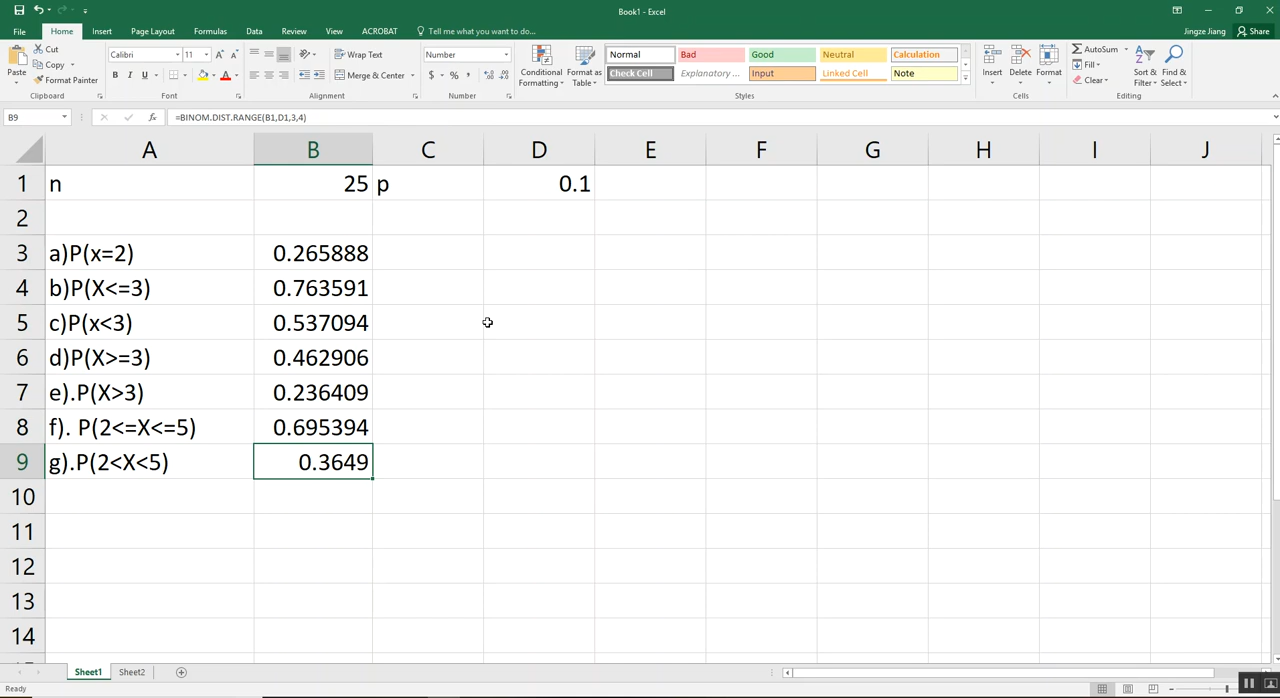 Book1 - Excel
File Home Insert Page Layout Formulas Data Review View ACROBAT Tell me what you want to do... Jingze Jiang Share
Paste Cut Copy Format Painter Clipboard
Calibri 11 A A B I U A Font
Wrap Text Merge & Center Alignment
Number $ % , Number
Conditional Formatting Format as Table
Normal Bad Good Neutral Calculation
Check Cell Explanatory ... Input Linked Cell Note
Styles
Insert Delete Format Cells
AutoSum Fill Clear Sort & Filter Find & Select Editing
B9 fx =BINOM.DIST.RANGE(B1,D1,3,4)
A B C D E F G H I J
1 n 25 p 0.1
2
3 a)P(x=2) 0.265888
4 b)P(X<=3) 0.763591
5 c)P(x<3) 0.537094
6 d)P(X>=3) 0.462906
7 e).P(X>3) 0.236409
8 f). P(2<=X<=5) 0.695394
9 g).P(2<X<5) 0.3649
10
11
12
13
14
Sheet1 Sheet2
Ready